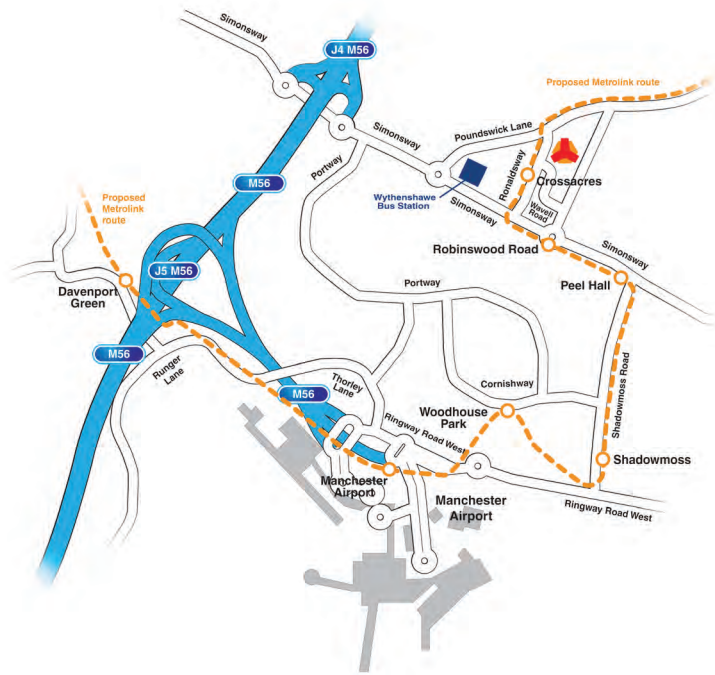 Simonsway
J4 M56
Proposed Metrolink route
Simonsway
Poundswick Lane
Portway
Ronaldsway
Crossacres
M56
Wythenshawe
Bus Station
Simonsway
Wavell
Road
Proposed
Metrolink
route
Robinswood Road
Simonsway
J5 M56
Peel Hall
Davenport
Green
Portway
M56
Runger
Lane
Thorley
Lane
Cornishway
Shadowmoss Road
M56
Woodhouse
Park
Ringway Road West
Shadowmoss
Manchester
Airport
Manchester
Airport
Ringway Road West